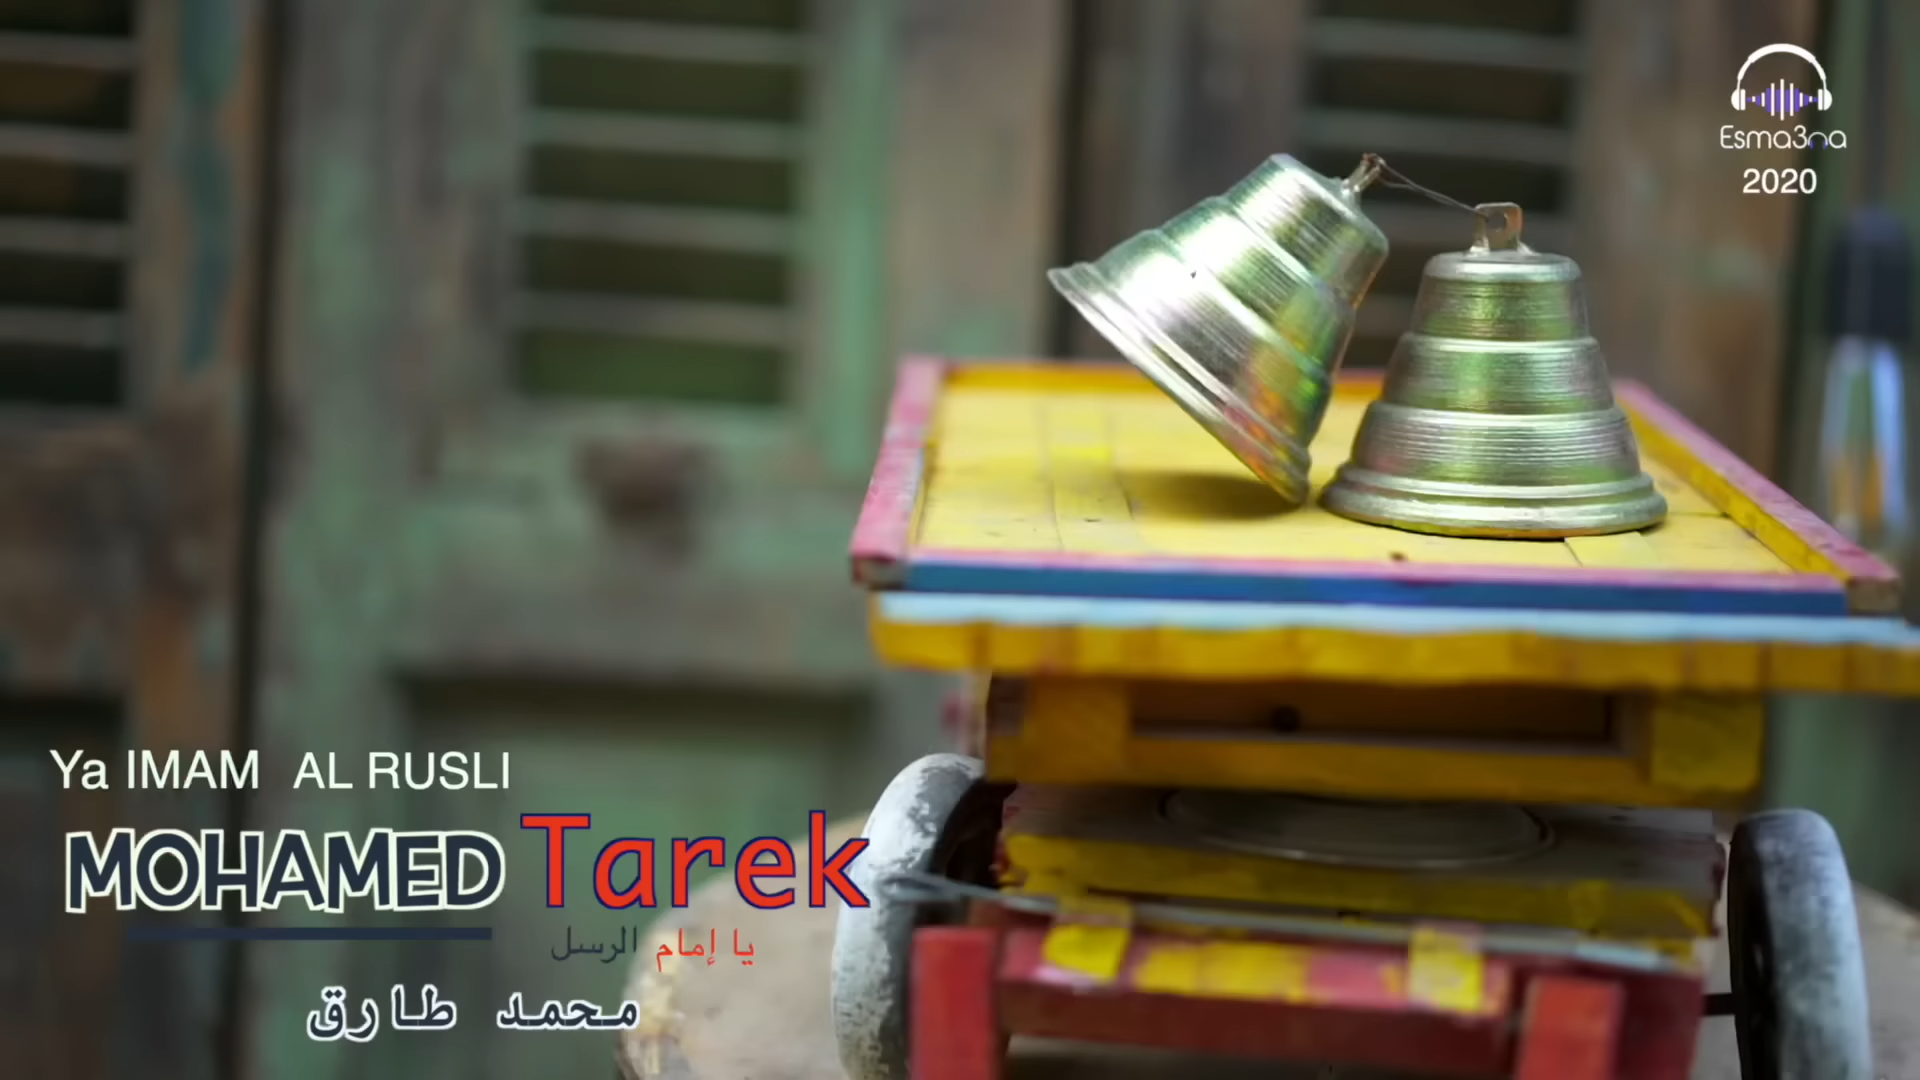 Esma3na
2020
Ya IMAM AL RUSLI
MOHAMED Tarek
يا إمام الرسل
محمد طارق